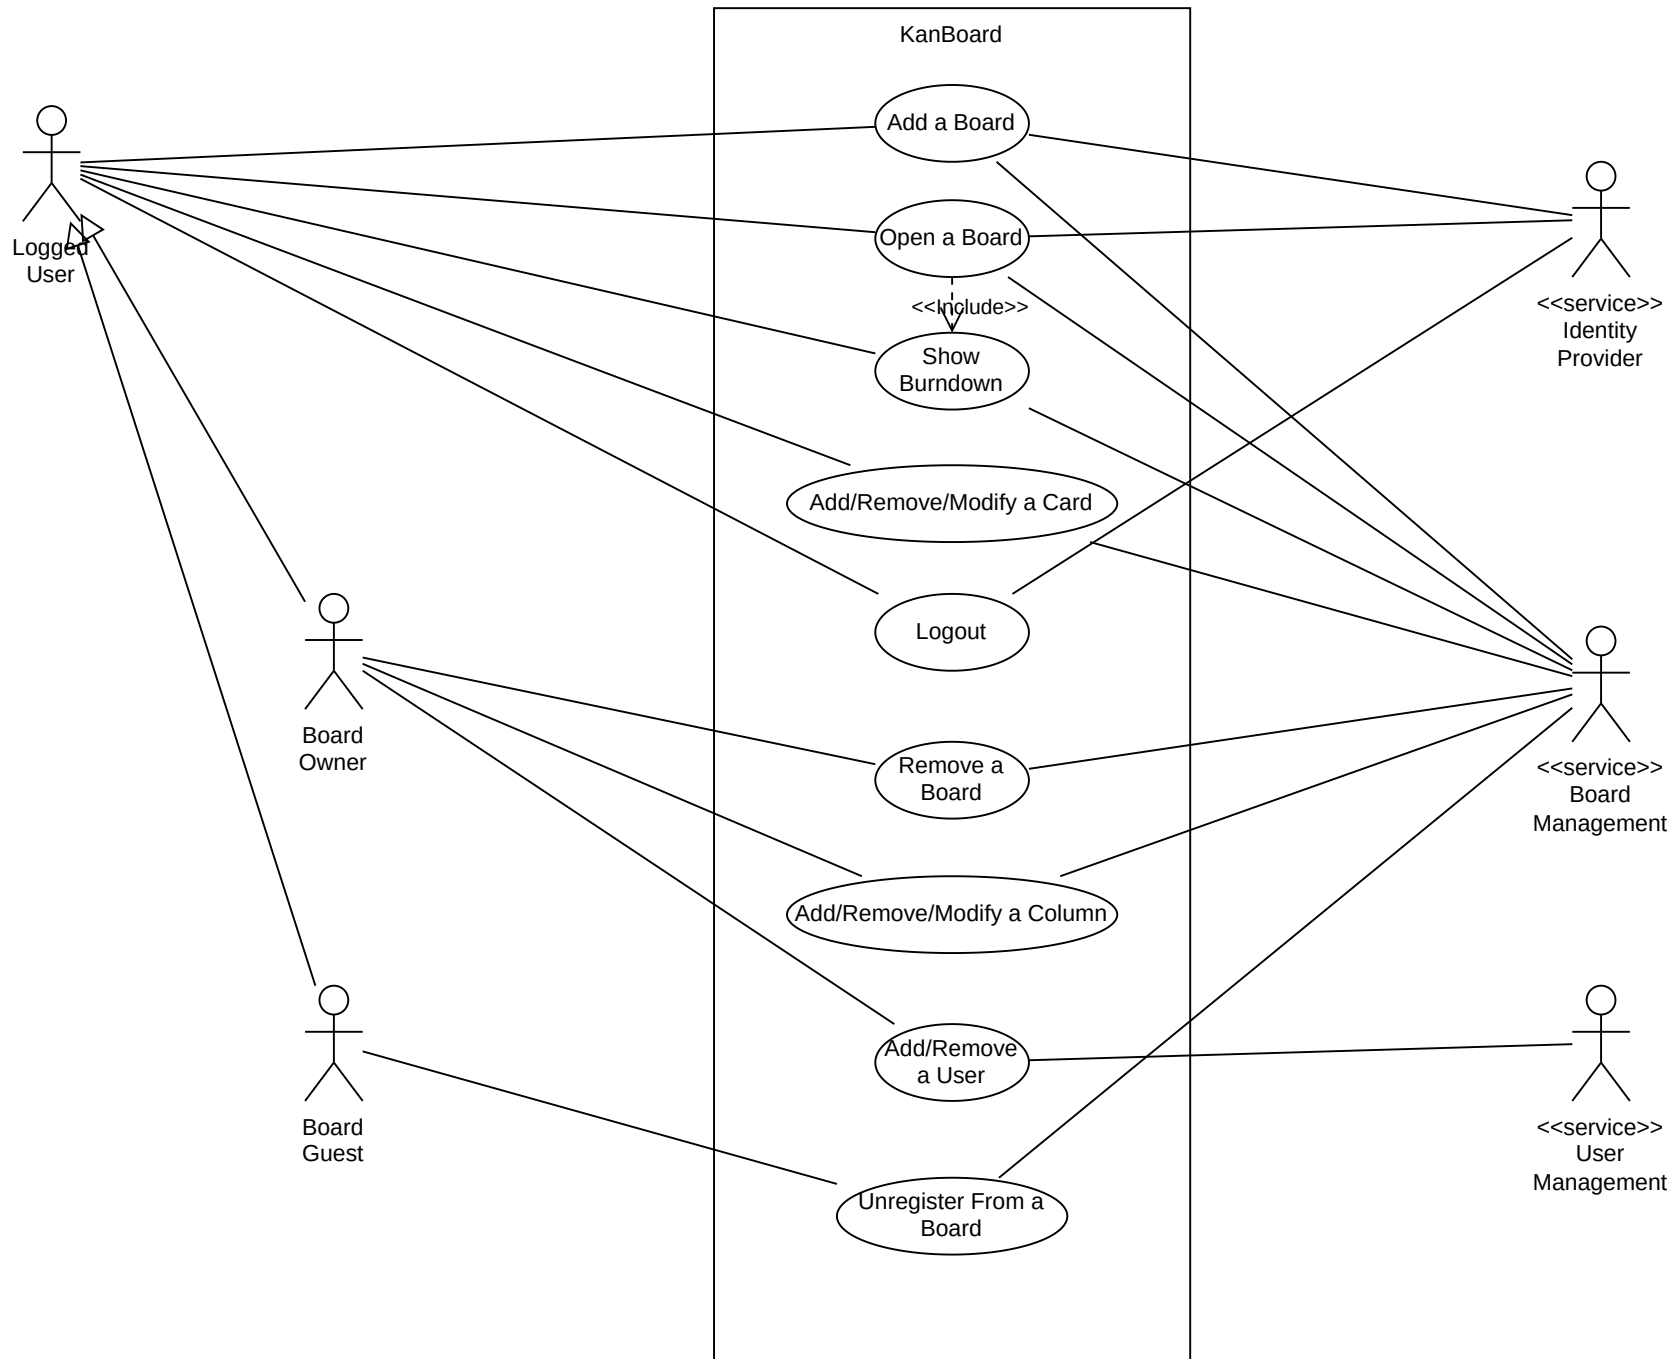 KanBoard
Add a Board
Open a Board
<<Include>>
Show
Burndown
Add/Remove/Modify a Card
Logout
Remove a
Board
Add/Remove/Modify a Column
Add/Remove
a User
Unregister From a
Board
Logged
User
Board
Owner
Board
Guest
<<service>>
Identity
Provider
<<service>>
Board
Management
<<service>>
User
Management